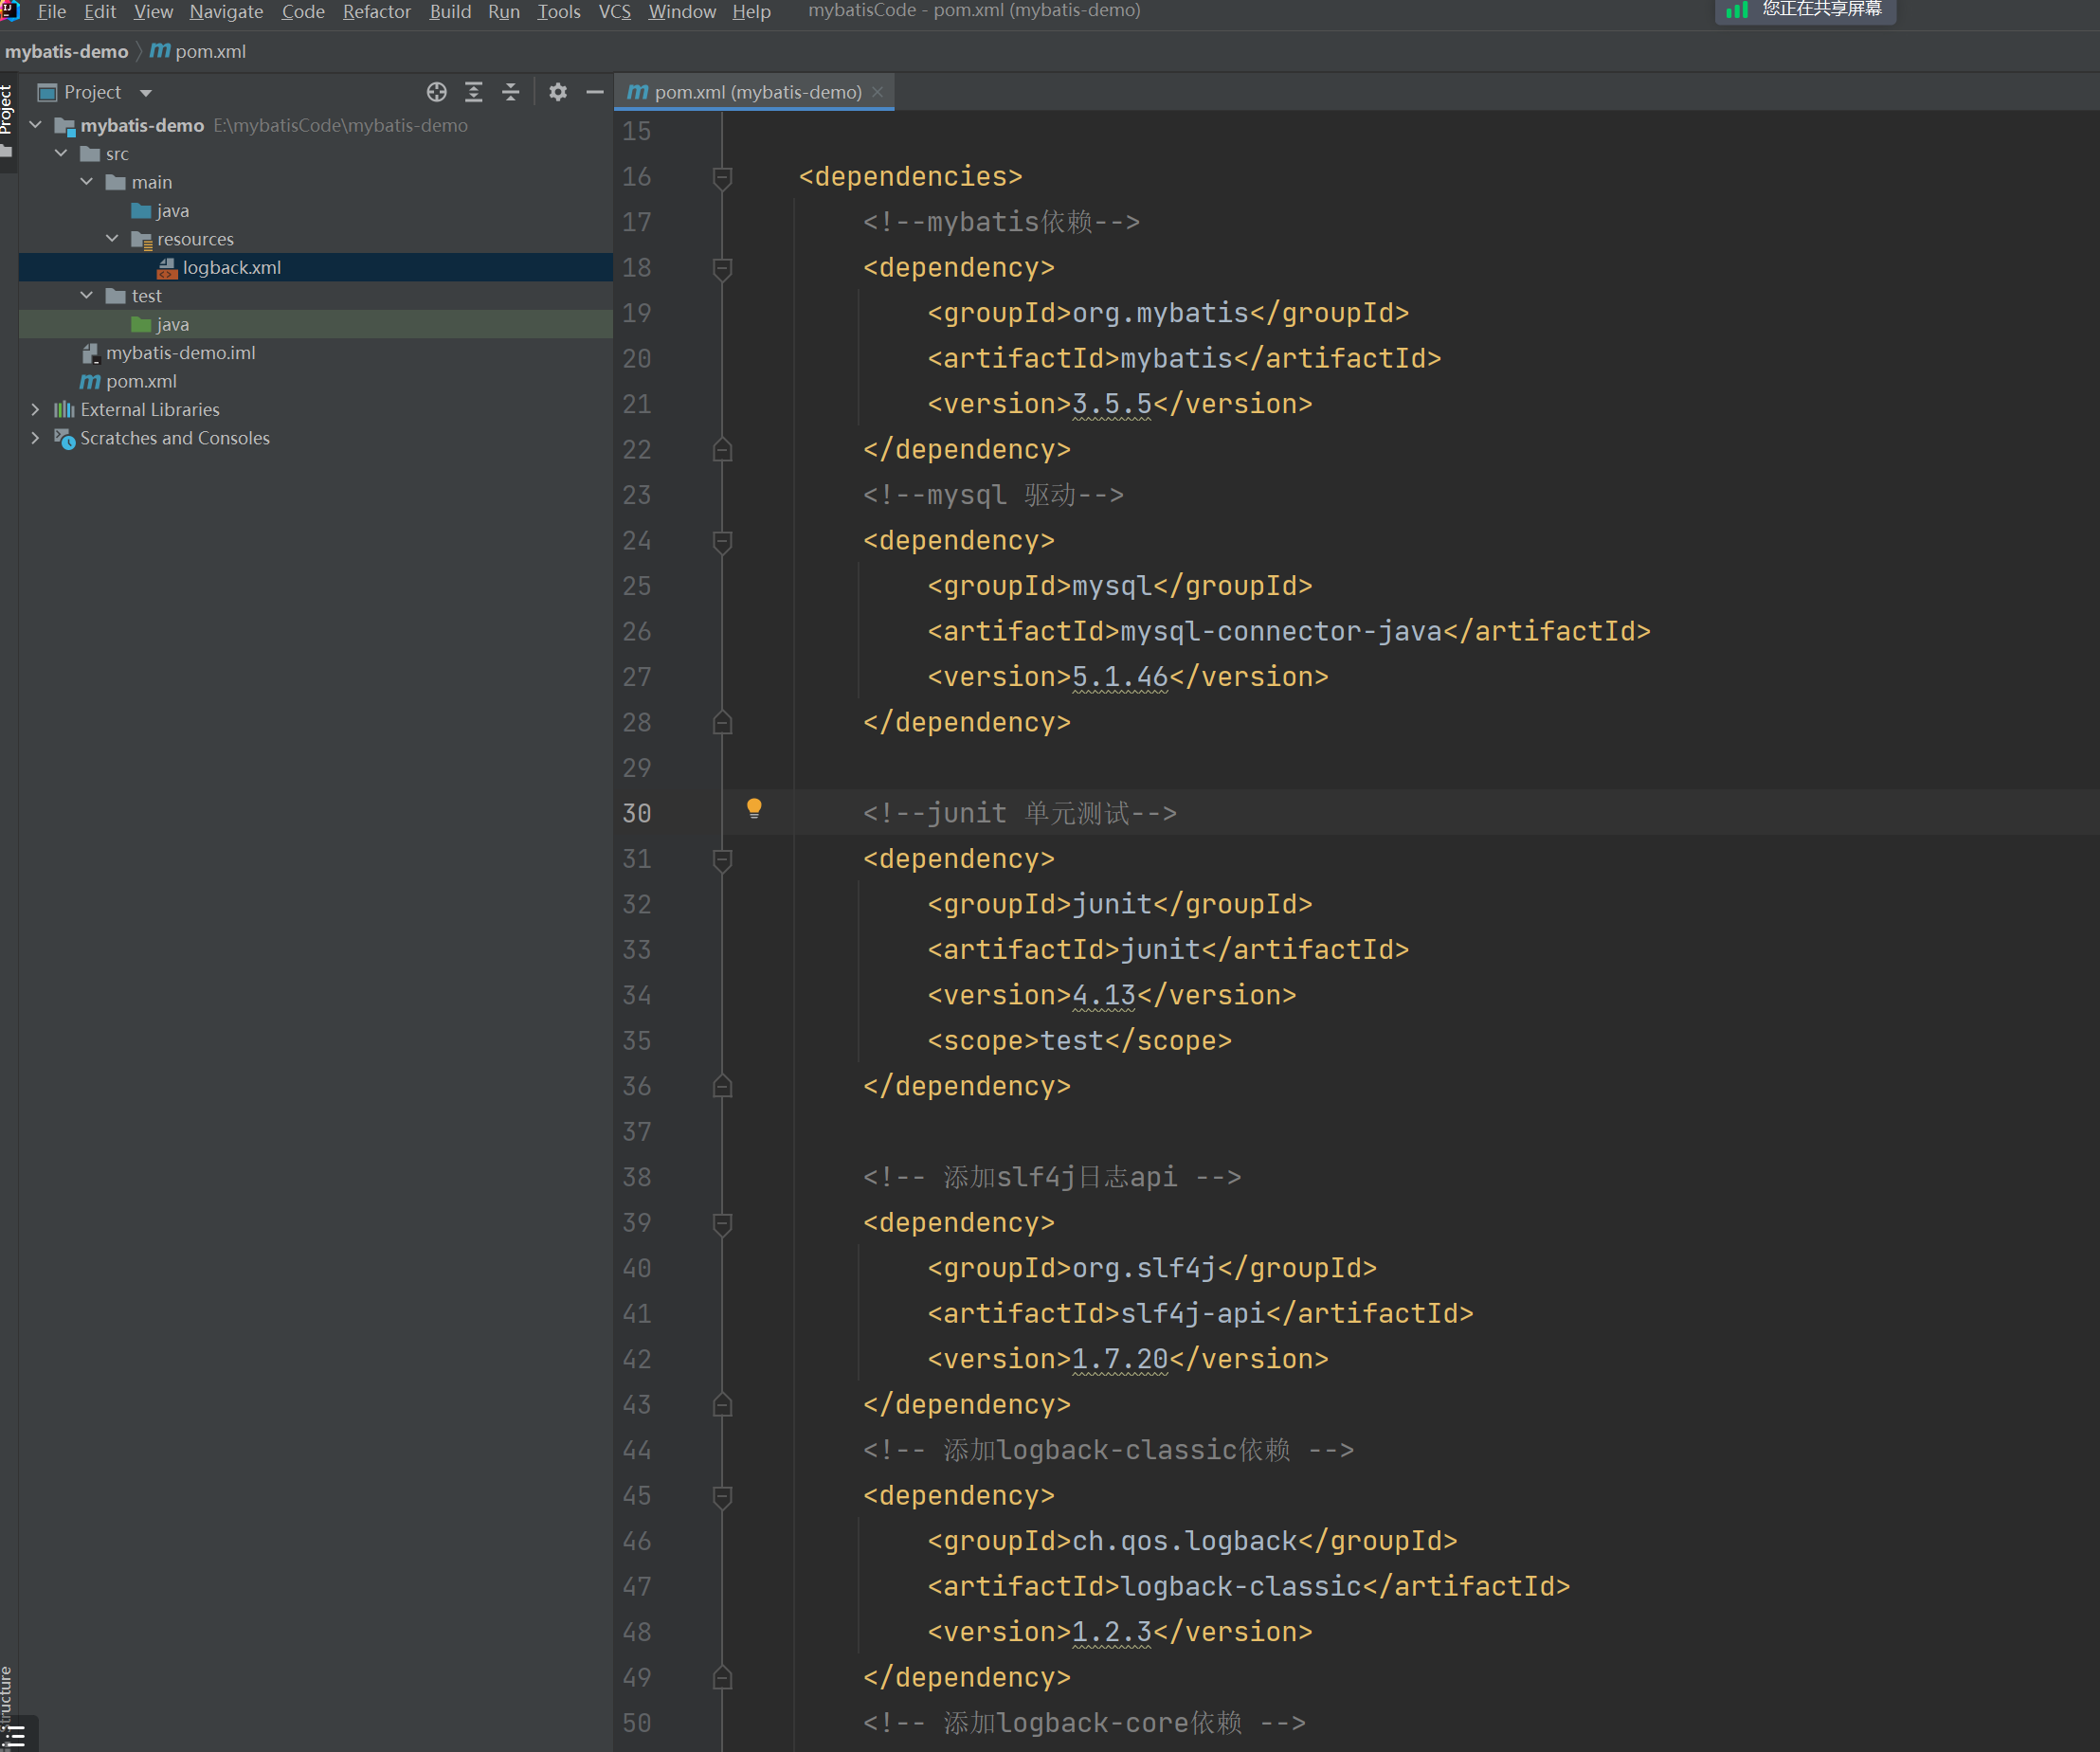 File Edit View Navigate Code Refactor Build Run Tools VCS Window Help mybatisCode - pom.xml (mybatis-demo) 您正在共享屏幕
mybatis-demo pom.xml
Project
Project
pom.xml (mybatis-demo)
mybatis-demo E:\mybatisCode\mybatis-demo
src
main
java
resources
logback.xml
test
java
mybatis-demo.iml
pom.xml
External Libraries
Scratches and Consoles
15
16 <dependencies>
17 <!--mybatis依赖-->
18 <dependency>
19 <groupId>org.mybatis</groupId>
20 <artifactId>mybatis</artifactId>
21 <version>3.5.5</version>
22 </dependency>
23 <!--mysql 驱动-->
24 <dependency>
25 <groupId>mysql</groupId>
26 <artifactId>mysql-connector-java</artifactId>
27 <version>5.1.46</version>
28 </dependency>
29
30 <!--junit 单元测试-->
31 <dependency>
32 <groupId>junit</groupId>
33 <artifactId>junit</artifactId>
34 <version>4.13</version>
35 <scope>test</scope>
36 </dependency>
37
38 <!-- 添加slf4j日志api -->
39 <dependency>
40 <groupId>org.slf4j</groupId>
41 <artifactId>slf4j-api</artifactId>
42 <version>1.7.20</version>
43 </dependency>
44 <!-- 添加logback-classic依赖 -->
45 <dependency>
46 <groupId>ch.qos.logback</groupId>
47 <artifactId>logback-classic</artifactId>
48 <version>1.2.3</version>
49 </dependency>
50 <!-- 添加logback-core依赖 -->